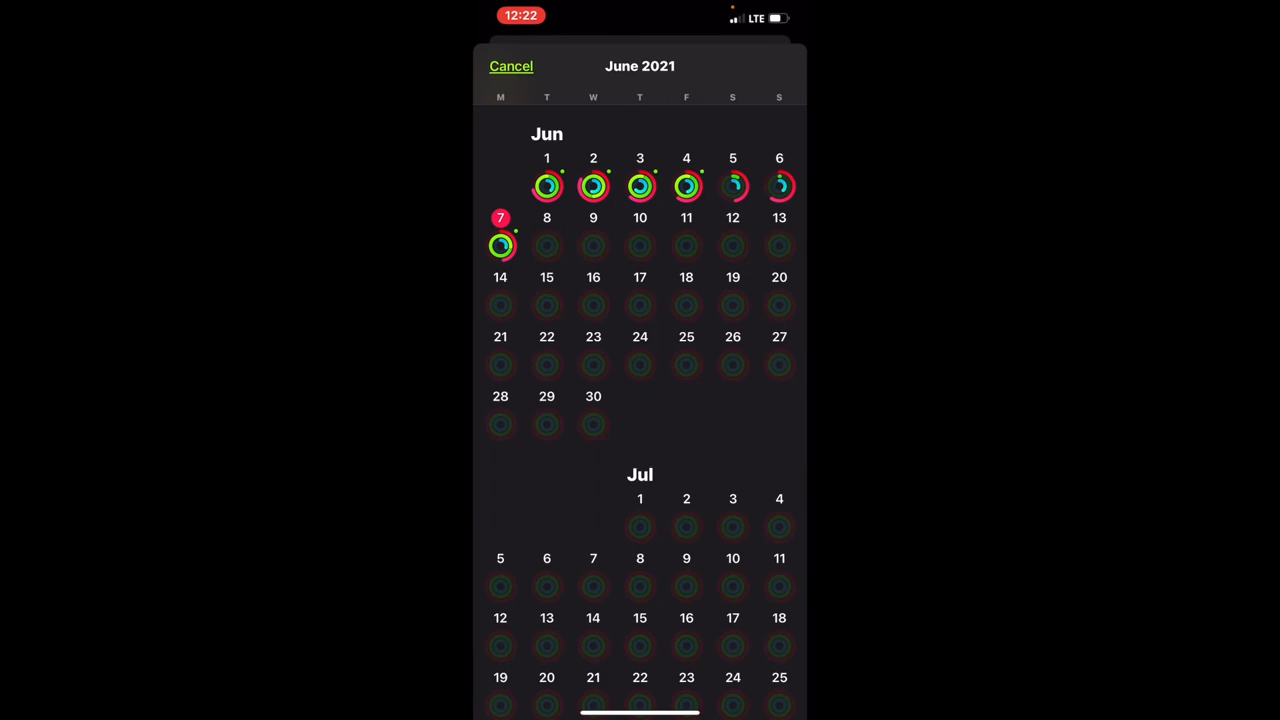 12:22 LTE
Cancel June 2021
M T W T F S S
Jun
1 2 3 4 5 6
7 8 9 10 11 12 13
14 15 16 17 18 19 20
21 22 23 24 25 26 27
28 29 30
Jul
1 2 3 4
5 6 7 8 9 10 11
12 13 14 15 16 17 18
19 20 21 22 23 24 25